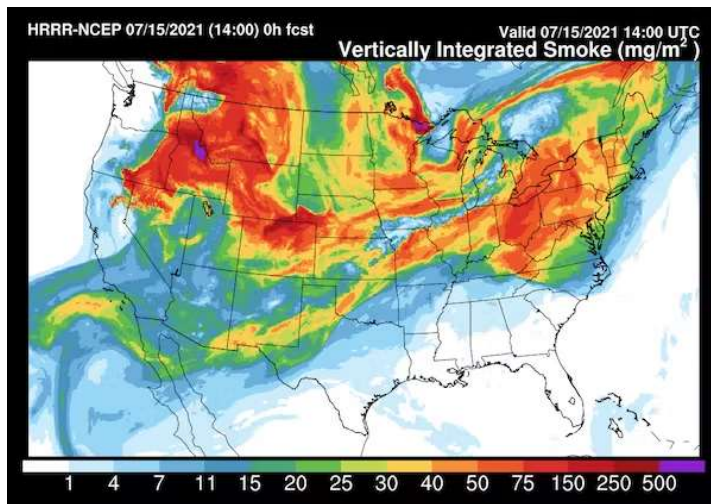 HRRR-NCEP 07/15/2021 (14:00) 0h fcst
Valid 07/15/2021 14:00 UTC
Vertically Integrated Smoke (mg/m² )
1 4 7 11 15 20 25 30 40 50 75 150 250 500